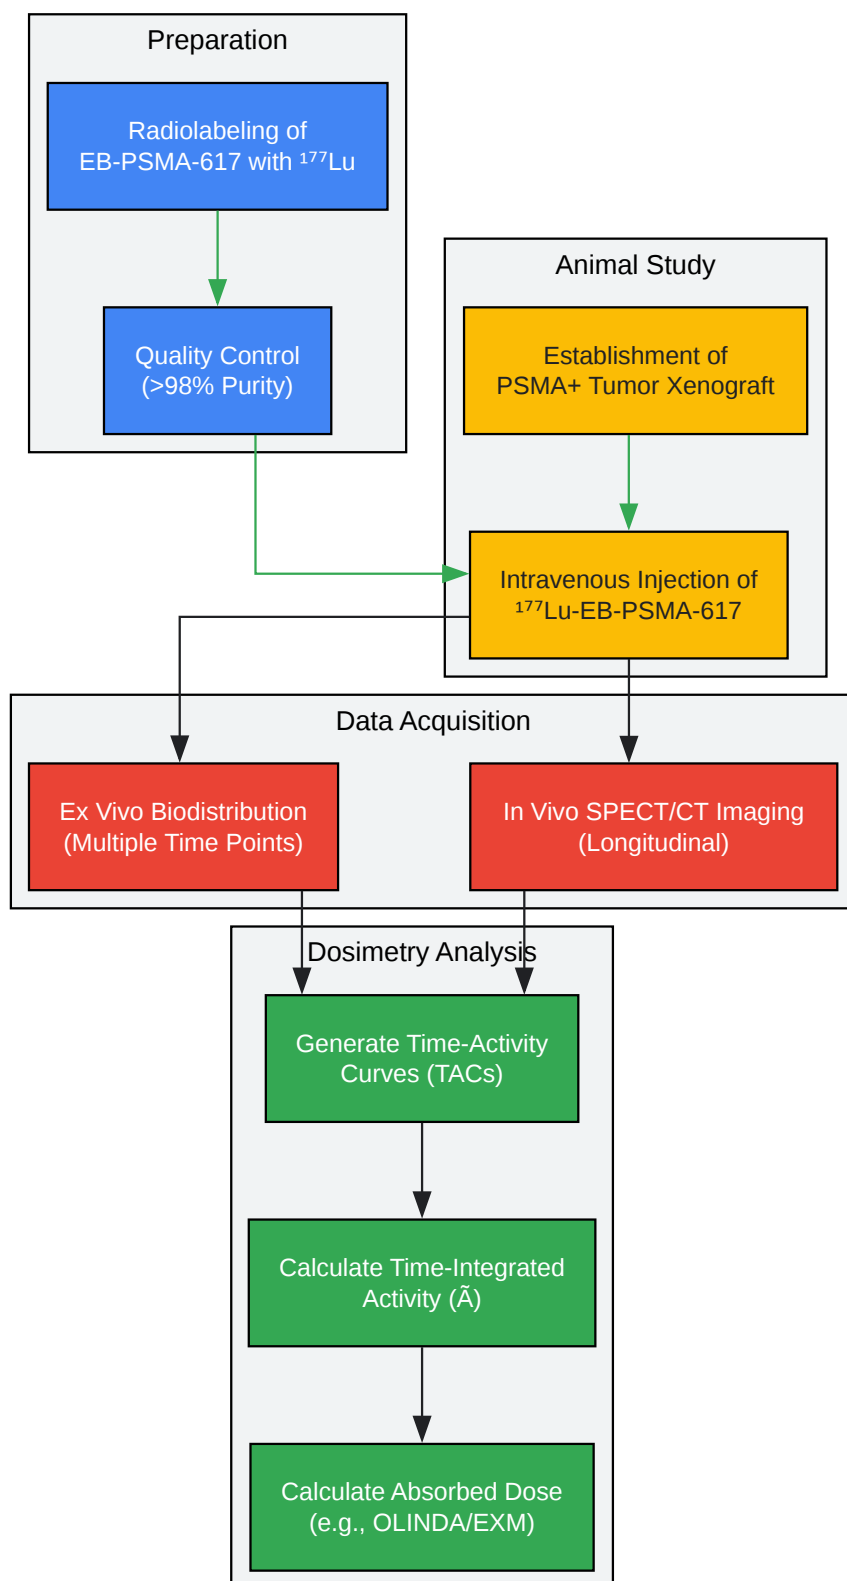 Preparation
Radiolabeling of
EB-PSMA-617 with ¹⁷⁷Lu
Quality Control
(>98% Purity)
Animal Study
Establishment of
PSMA+ Tumor Xenograft
Intravenous Injection of
¹⁷⁷Lu-EB-PSMA-617
Data Acquisition
Ex Vivo Biodistribution
(Multiple Time Points)
In Vivo SPECT/CT Imaging
(Longitudinal)
Dosimetry Analysis
Generate Time-Activity
Curves (TACs)
Calculate Time-Integrated
Activity (Ã)
Calculate Absorbed Dose
(e.g., OLINDA/EXM)